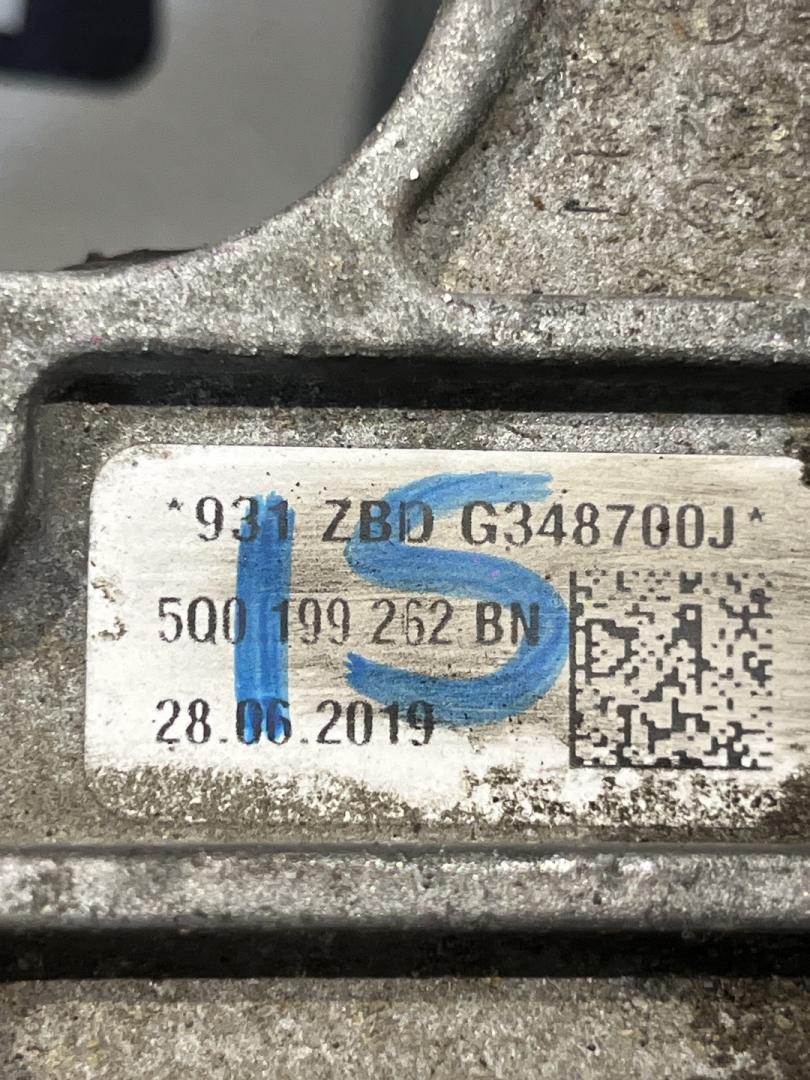 *931 ZBD G348700J*
5Q0 199 262 BN
28.06.2019
IS